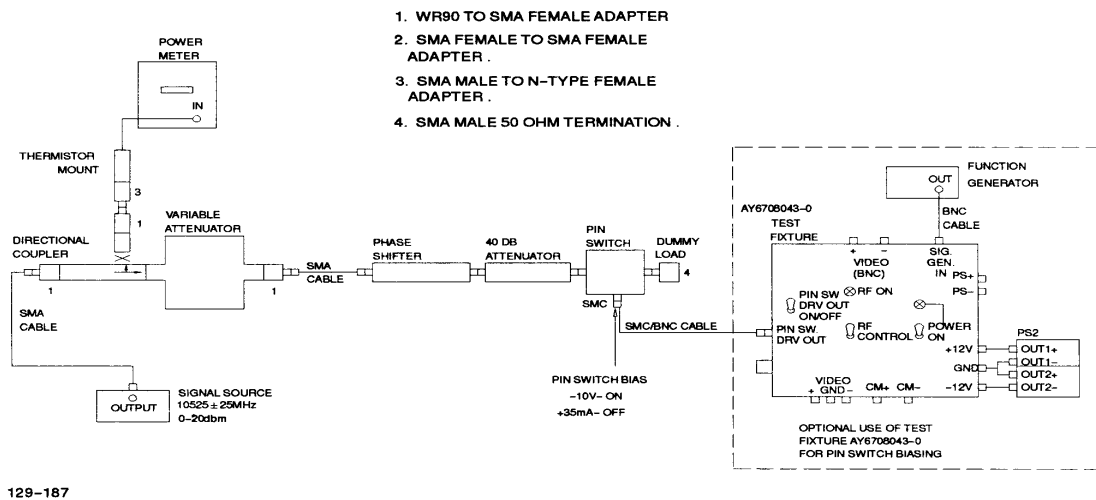 1. WR90 TO SMA FEMALE ADAPTER
2. SMA FEMALE TO SMA FEMALE
ADAPTER .
3. SMA MALE TO N-TYPE FEMALE
ADAPTER .
4. SMA MALE 50 OHM TERMINATION .
POWER
METER
IN
THERMISTOR
MOUNT
3
1
DIRECTIONAL
COUPLER
1
VARIABLE
ATTENUATOR
1
SMA
CABLE
SMA
CABLE
OUTPUT
SIGNAL SOURCE
10525 ± 25MHz
0-20dbm
PHASE
SHIFTER
40 DB
ATTENUATOR
PIN
SWITCH
DUMMY
LOAD
4
SMC
SMC/BNC CABLE
PIN SWITCH BIAS
-10V- ON
+35mA- OFF
FUNCTION
GENERATOR
OUT
BNC
CABLE
AY6708043-0
TEST
FIXTURE
+ -
VIDEO
(BNC)
SIG.
GEN.
IN
PS+
PS-
RF ON
PIN SW
DRV OUT
ON/OFF
PIN SW.
DRV OUT
RF
CONTROL
POWER
ON
+12V
GND
-12V
PS2
OUT1+
OUT1-
OUT2+
OUT2-
VIDEO
+ GND -
CM+ CM-
OPTIONAL USE OF TEST
FIXTURE AY6708043-0
FOR PIN SWITCH BIASING
129-187